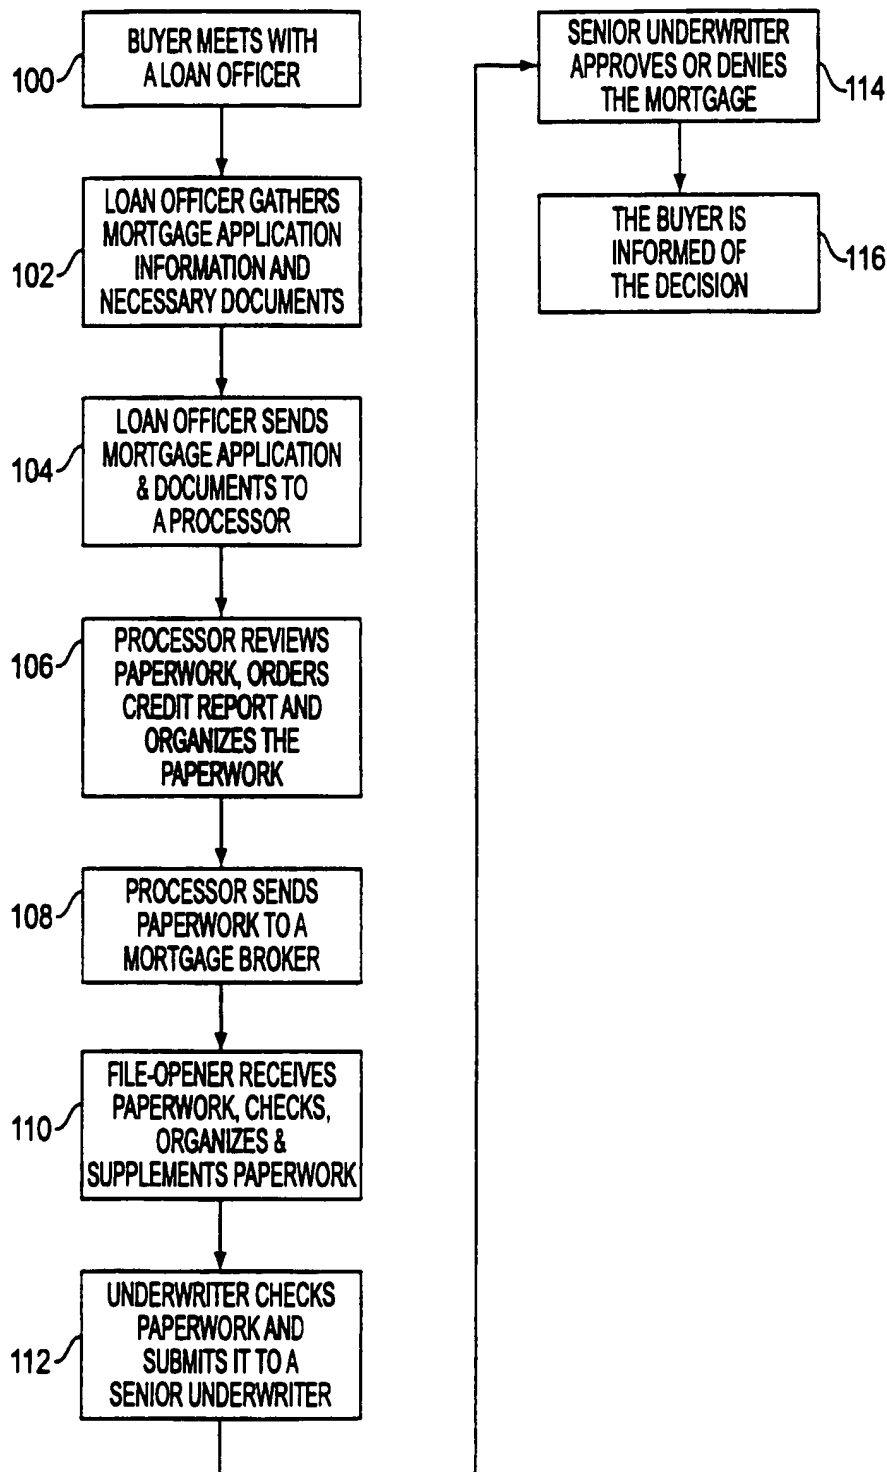 100
BUYER MEETS WITH
A LOAN OFFICER
102
LOAN OFFICER GATHERS
MORTGAGE APPLICATION
INFORMATION AND
NECESSARY DOCUMENTS
104
LOAN OFFICER SENDS
MORTGAGE APPLICATION
& DOCUMENTS TO
A PROCESSOR
106
PROCESSOR REVIEWS
PAPERWORK, ORDERS
CREDIT REPORT AND
ORGANIZES THE
PAPERWORK
108
PROCESSOR SENDS
PAPERWORK TO A
MORTGAGE BROKER
110
FILE-OPENER RECEIVES
PAPERWORK, CHECKS,
ORGANIZES &
SUPPLEMENTS PAPERWORK
112
UNDERWRITER CHECKS
PAPERWORK AND
SUBMITS IT TO A
SENIOR UNDERWRITER
SENIOR UNDERWRITER
APPROVES OR DENIES
THE MORTGAGE
114
THE BUYER IS
INFORMED OF
THE DECISION
116